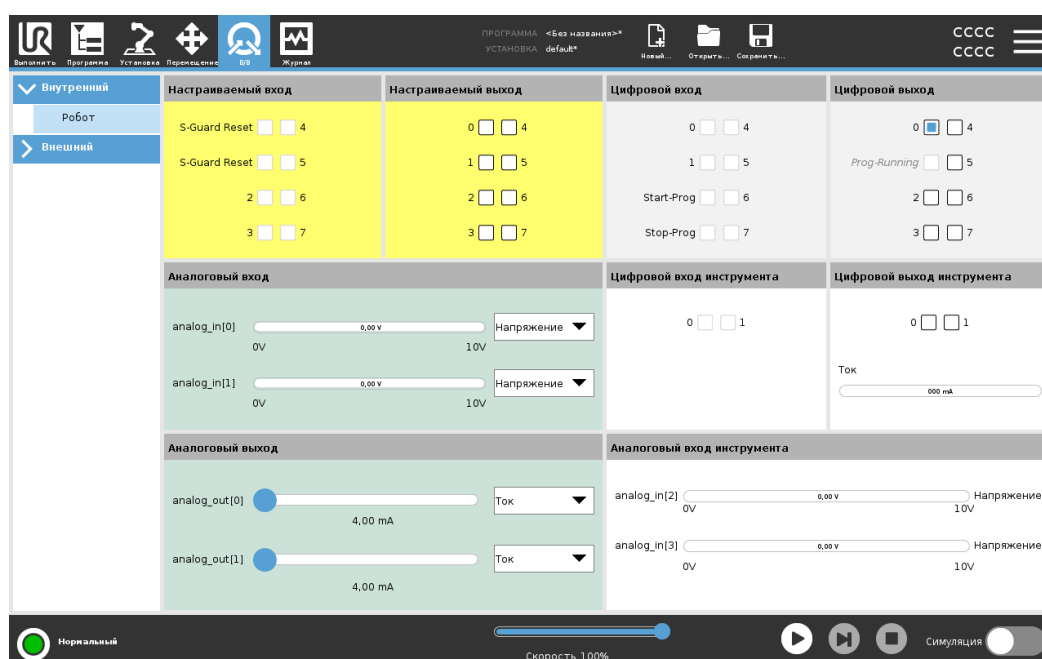 ПРОГРАММА <Без названия>*
УСТАНОВКА default*
CCCC
CCCC
Выполнить Программа Установка Перемещение В/В Журнал Новый... Открыть... Сохранить...
Внутренний
Робот
Внешний
Настраиваемый вход
S-Guard Reset 4
S-Guard Reset 5
2 6
3 7
Настраиваемый выход
0 4
1 5
2 6
3 7
Цифровой вход
0 4
1 5
Start-Prog 6
Stop-Prog 7
Цифровой выход
0 4
Prog-Running 5
2 6
3 7
Аналоговый вход
analog_in[0] 0,00 V Напряжение
0V 10V
analog_in[1] 0,00 V Напряжение
0V 10V
Цифровой вход инструмента
0 1
Цифровой выход инструмента
0 1
Ток
000 mA
Аналоговый выход
analog_out[0] Ток
4,00 mA
analog_out[1] Ток
4,00 mA
Аналоговый вход инструмента
analog_in[2] 0,00 V Напряжение
0V 10V
analog_in[3] 0,00 V Напряжение
0V 10V
Нормальный
Скорость 100%
Симуляция